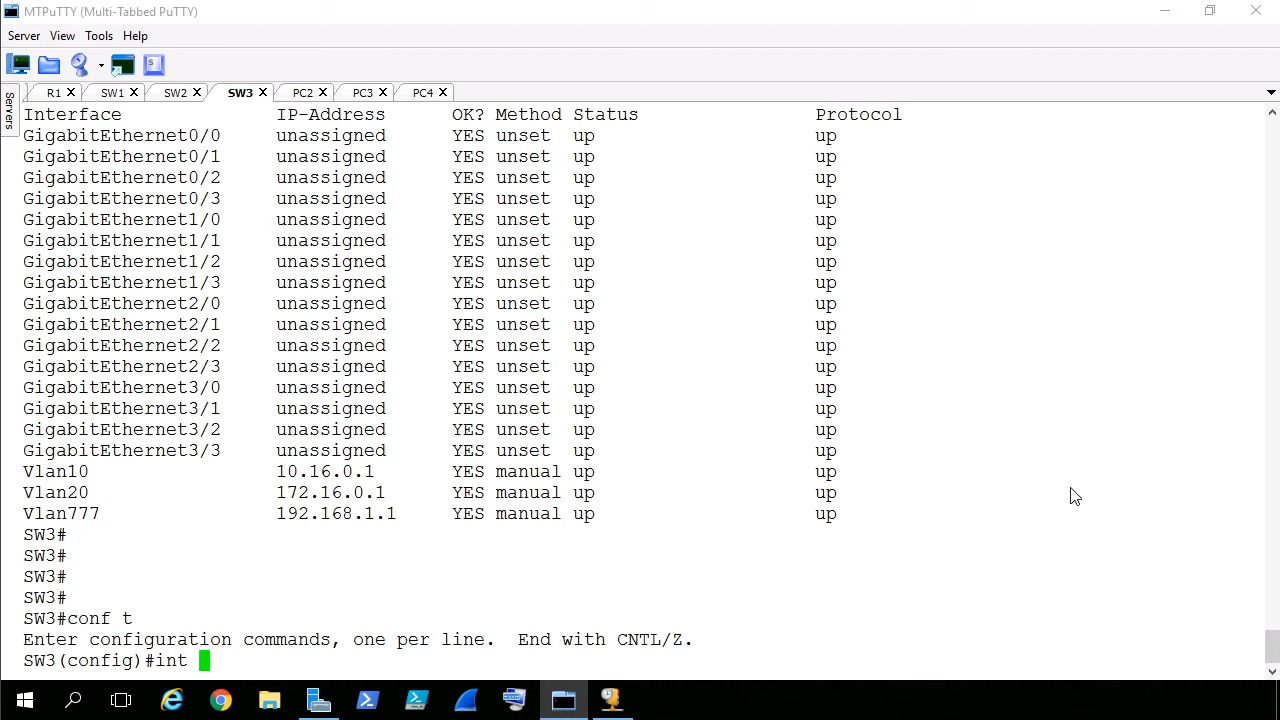 MTPuTTY (Multi-Tabbed PuTTY)
Server View Tools Help
R1 SW1 SW2 SW3 PC2 PC3 PC4
Servers
Interface IP-Address OK? Method Status Protocol
GigabitEthernet0/0 unassigned YES unset up up
GigabitEthernet0/1 unassigned YES unset up up
GigabitEthernet0/2 unassigned YES unset up up
GigabitEthernet0/3 unassigned YES unset up up
GigabitEthernet1/0 unassigned YES unset up up
GigabitEthernet1/1 unassigned YES unset up up
GigabitEthernet1/2 unassigned YES unset up up
GigabitEthernet1/3 unassigned YES unset up up
GigabitEthernet2/0 unassigned YES unset up up
GigabitEthernet2/1 unassigned YES unset up up
GigabitEthernet2/2 unassigned YES unset up up
GigabitEthernet2/3 unassigned YES unset up up
GigabitEthernet3/0 unassigned YES unset up up
GigabitEthernet3/1 unassigned YES unset up up
GigabitEthernet3/2 unassigned YES unset up up
GigabitEthernet3/3 unassigned YES unset up up
Vlan10 10.16.0.1 YES manual up up
Vlan20 172.16.0.1 YES manual up up
Vlan777 192.168.1.1 YES manual up up
SW3#
SW3#
SW3#
SW3#
SW3#conf t
Enter configuration commands, one per line.  End with CNTL/Z.
SW3(config)#int